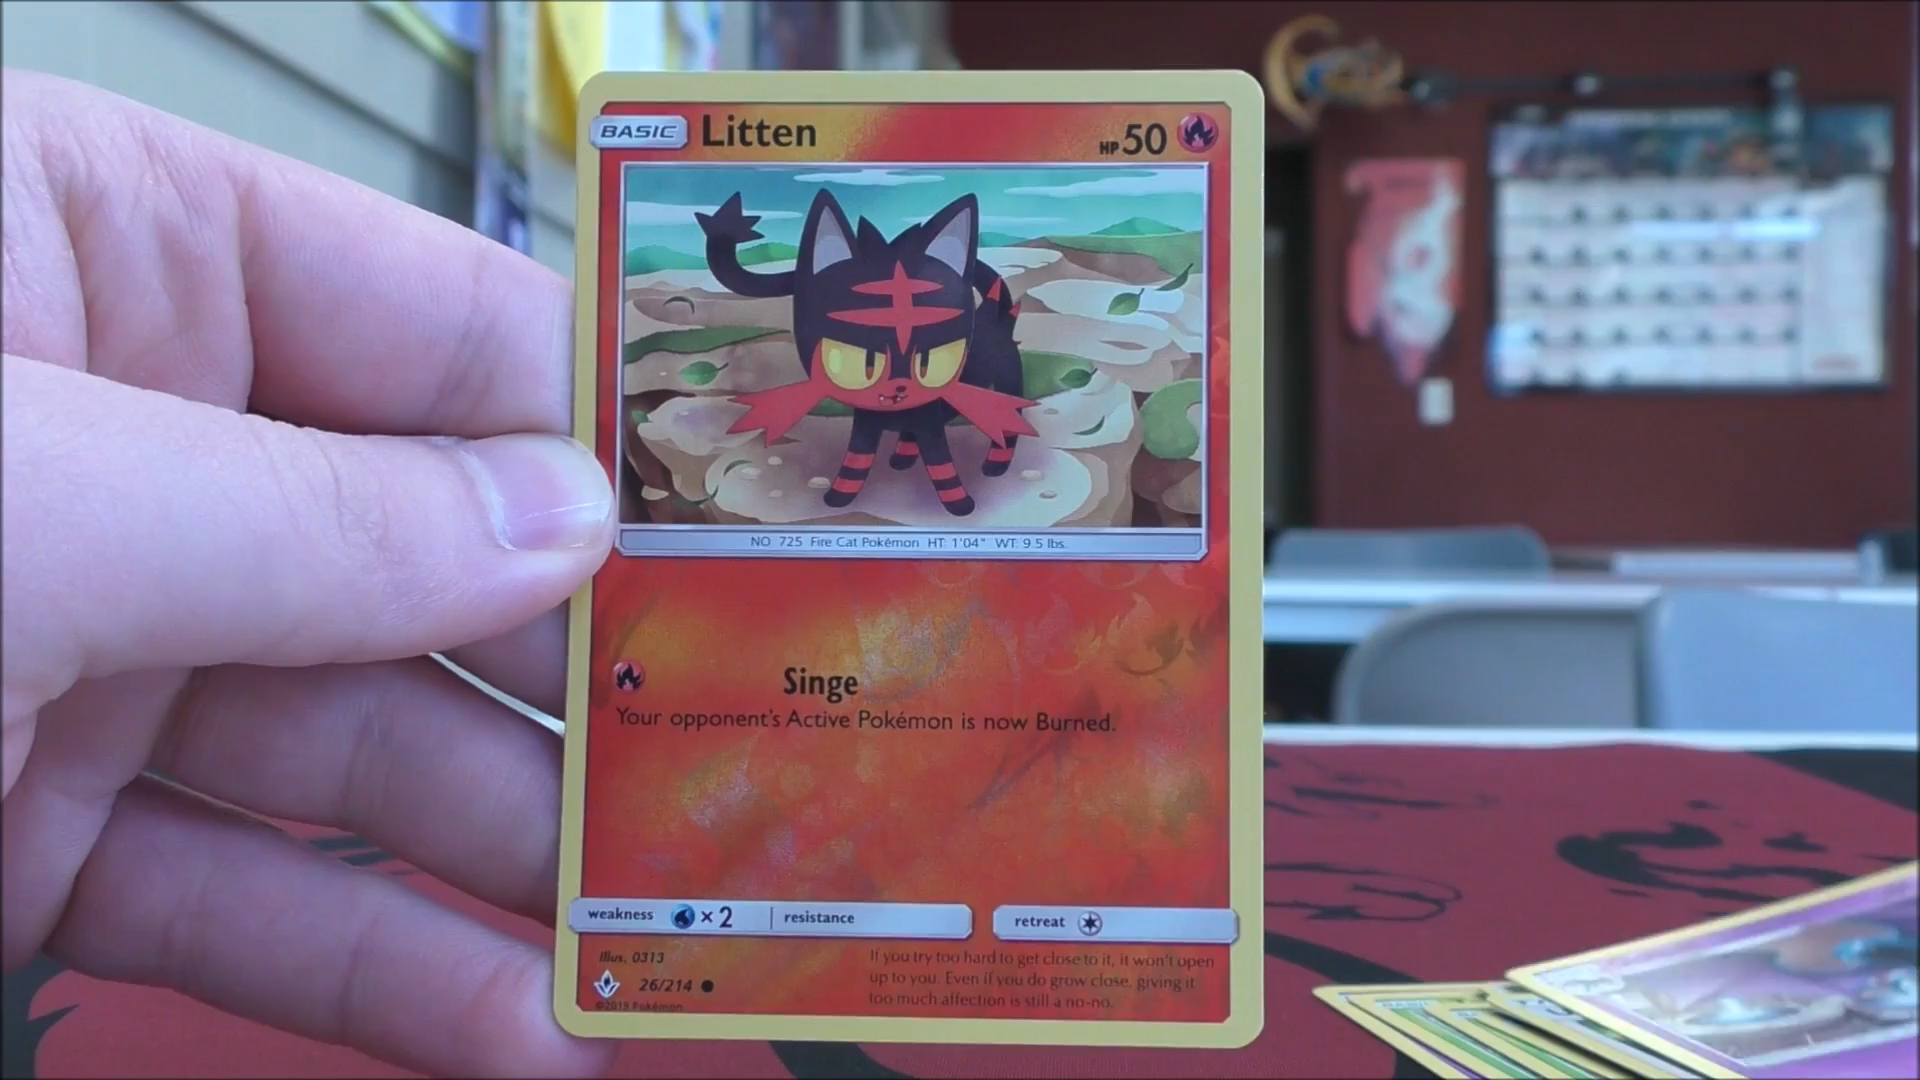 BASIC Litten HP 50
NO. 725 Fire Cat Pokémon HT: 1'04" WT: 9.5 lbs.
Singe
Your opponent's Active Pokémon is now Burned.
weakness ×2 resistance retreat
Illus. 0313
26/214
©2019 Pokémon
If you try too hard to get close to it, it won't open
up to you. Even if you do grow close, giving it
too much affection is still a no-no.